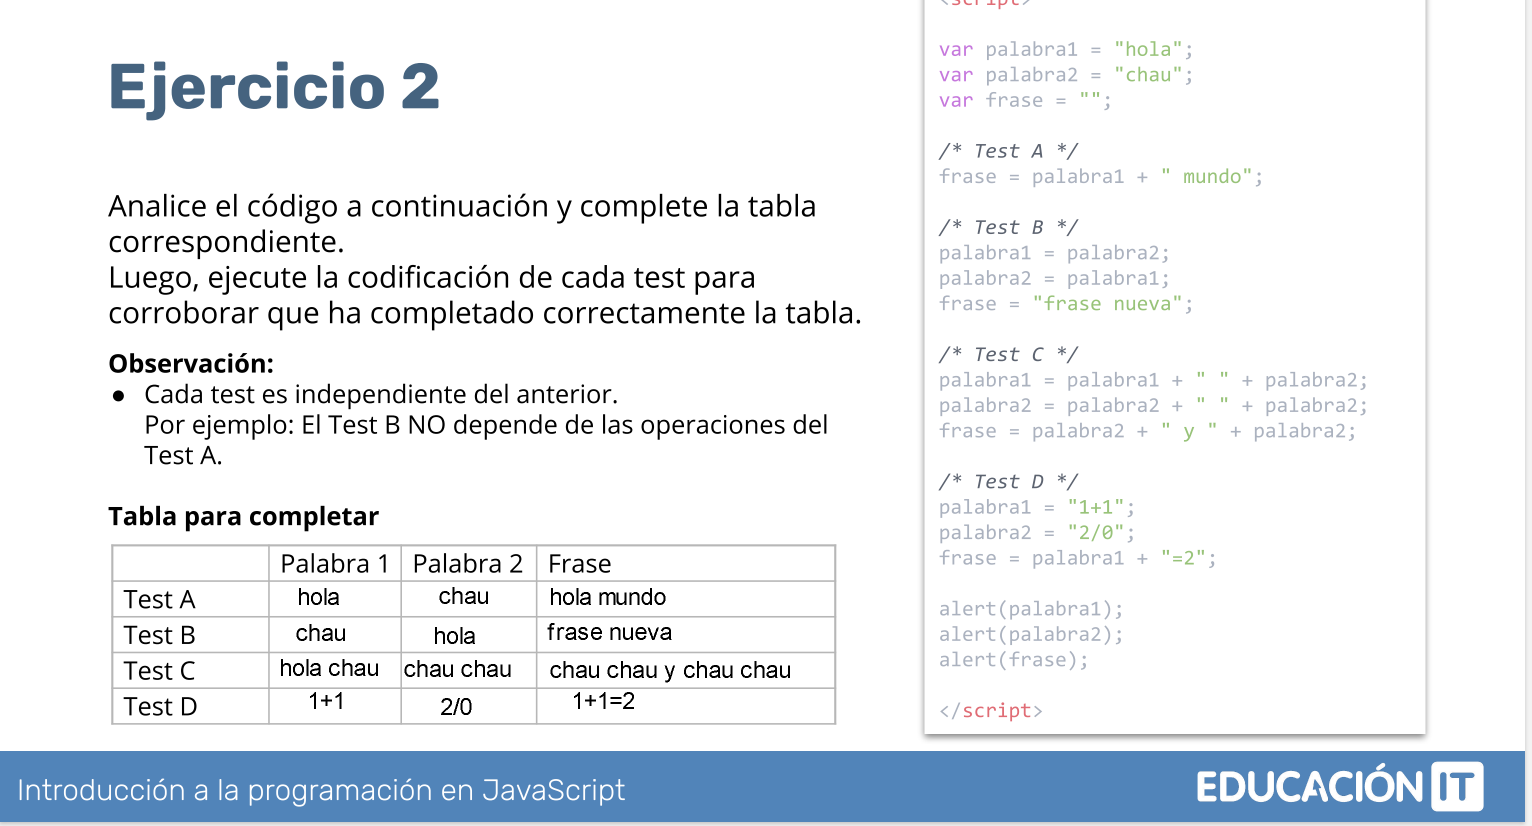 Ejercicio 2
Analice el código a continuación y complete la tabla
correspondiente.
Luego, ejecute la codificación de cada test para
corroborar que ha completado correctamente la tabla.
Observación:
● Cada test es independiente del anterior.
Por ejemplo: El Test B NO depende de las operaciones del
Test A.
Tabla para completar
Palabra 1 Palabra 2 Frase
Test A hola chau hola mundo
Test B chau hola frase nueva
Test C hola chau chau chau chau chau y chau chau
Test D 1+1 2/0 1+1=2
<script>
var palabra1 = "hola";
var palabra2 = "chau";
var frase = "";
/* Test A */
frase = palabra1 + " mundo";
/* Test B */
palabra1 = palabra2;
palabra2 = palabra1;
frase = "frase nueva";
/* Test C */
palabra1 = palabra1 + " " + palabra2;
palabra2 = palabra2 + " " + palabra2;
frase = palabra2 + " y " + palabra2;
/* Test D */
palabra1 = "1+1";
palabra2 = "2/0";
frase = palabra1 + "=2";
alert(palabra1);
alert(palabra2);
alert(frase);
</script>
Introducción a la programación en JavaScript
EDUCACIÓN IT